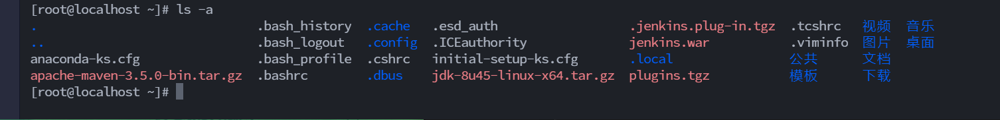 [root@localhost ~]# ls -a
. .bash_history .cache .esd_auth .jenkins.plug-in.tgz .tcshrc 视频 音乐
.. .bash_logout .config .ICEauthority jenkins.war .viminfo 图片 桌面
anaconda-ks.cfg .bash_profile .cshrc initial-setup-ks.cfg .local 公共 文档
apache-maven-3.5.0-bin.tar.gz .bashrc .dbus jdk-8u45-linux-x64.tar.gz plugins.tgz 模板 下载
[root@localhost ~]#